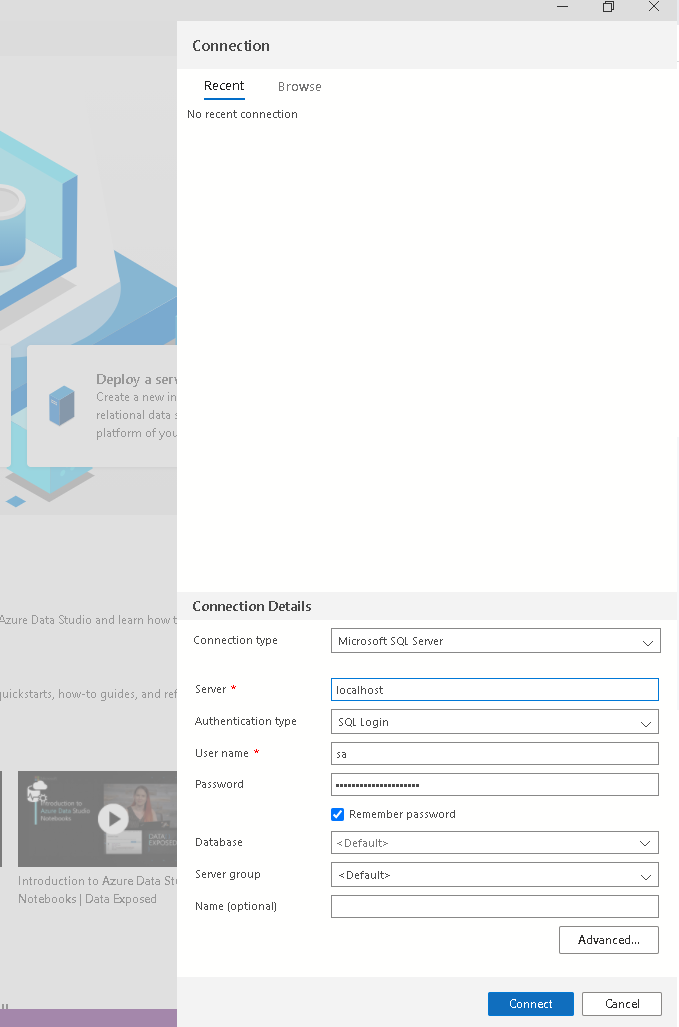 Connection
Recent
Browse
No recent connection
Deploy a serv
Create a new in
relational data s
platform of you
Azure Data Studio and learn how t
quickstarts, how-to guides, and ref
Introduction to
Azure Data Studio
Notebooks
DATA
EXPOSED
Introduction to Azure Data Stu
Notebooks | Data Exposed
Connection Details
Connection type
Microsoft SQL Server
Server *
localhost
Authentication type
SQL Login
User name *
sa
Password
••••••••••••••••••••
Remember password
Database
<Default>
Server group
<Default>
Name (optional)
Advanced...
Connect
Cancel